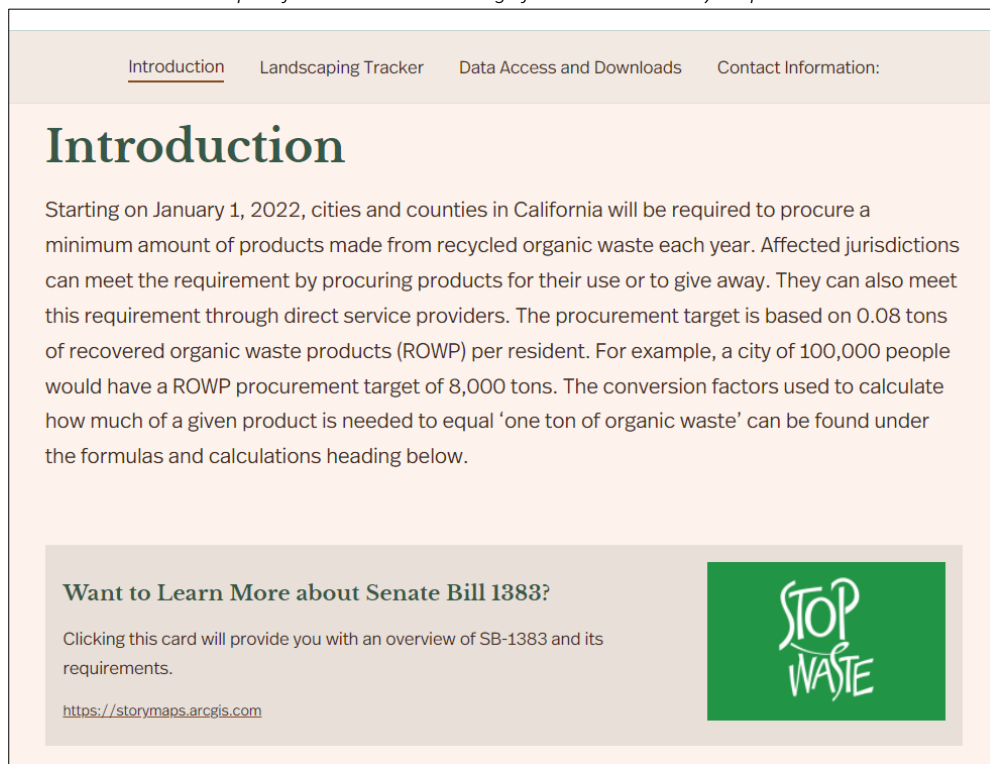 Introduction Landscaping Tracker Data Access and Downloads Contact Information:
Introduction
Starting on January 1, 2022, cities and counties in California will be required to procure a
minimum amount of products made from recycled organic waste each year. Affected jurisdictions
can meet the requirement by procuring products for their use or to give away. They can also meet
this requirement through direct service providers. The procurement target is based on 0.08 tons
of recovered organic waste products (ROWP) per resident. For example, a city of 100,000 people
would have a ROWP procurement target of 8,000 tons. The conversion factors used to calculate
how much of a given product is needed to equal ‘one ton of organic waste’ can be found under
the formulas and calculations heading below.
Want to Learn More about Senate Bill 1383?
Clicking this card will provide you with an overview of SB-1383 and its
requirements.
https://storymaps.arcgis.com
STOP
WASTE